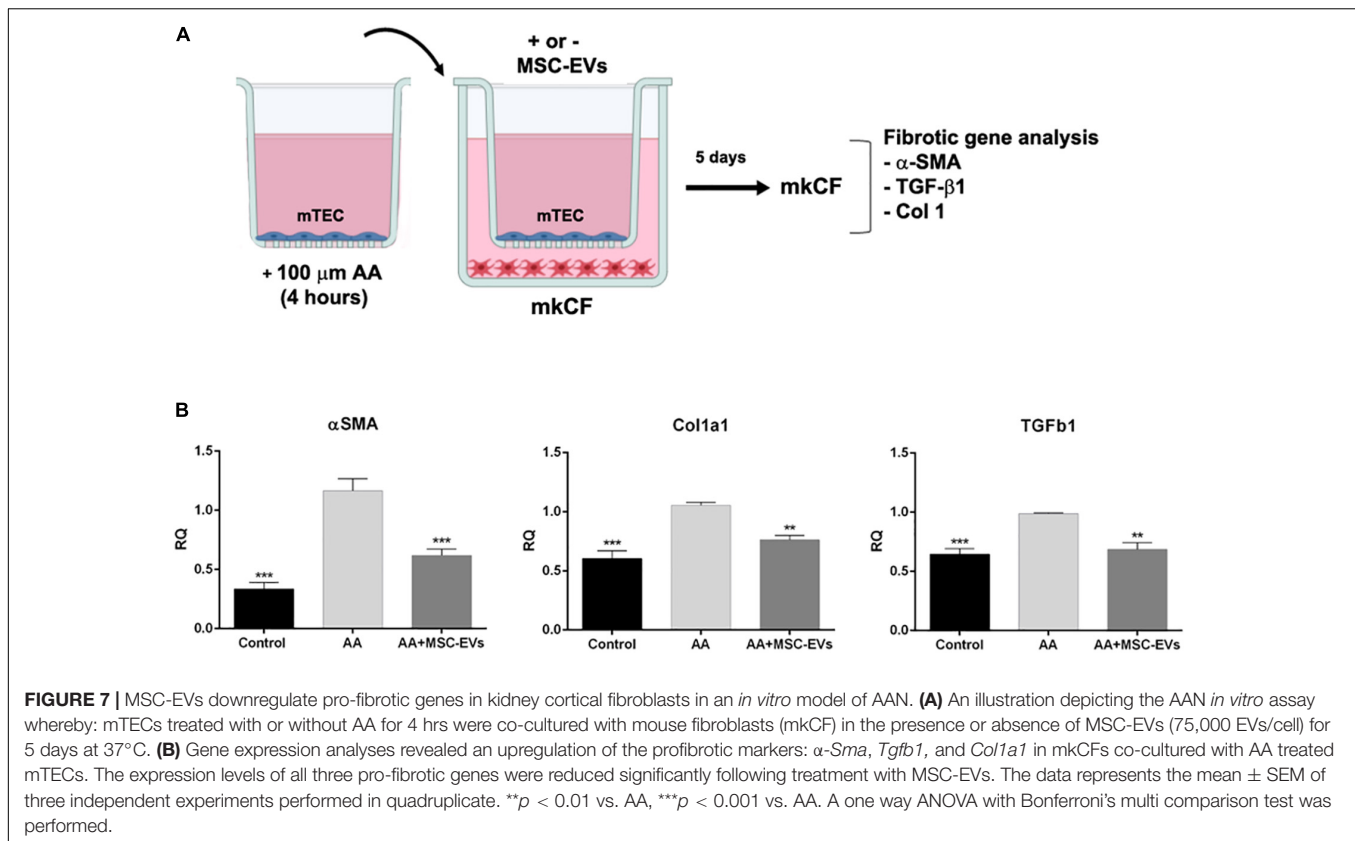 A
+ or -
MSC-EVs
mTEC
+ 100 μm AA
(4 hours)
mTEC
mkCF
5 days
mkCF
Fibrotic gene analysis
- α-SMA
- TGF-β1
- Col 1
B
αSMA
RQ
1.5
1.0
0.5
0.0
***
***
Control
AA
AA+MSC-EVs
Col1a1
RQ
1.5
1.0
0.5
0.0
***
**
Control
AA
AA+MSC-EVs
TGFb1
RQ
1.5
1.0
0.5
0.0
***
**
Control
AA
AA+MSC-EVs
FIGURE 7 | MSC-EVs downregulate pro-fibrotic genes in kidney cortical fibroblasts in an in vitro model of AAN. (A) An illustration depicting the AAN in vitro assay
whereby: mTECs treated with or without AA for 4 hrs were co-cultured with mouse fibroblasts (mkCF) in the presence or absence of MSC-EVs (75,000 EVs/cell) for
5 days at 37°C. (B) Gene expression analyses revealed an upregulation of the profibrotic markers: α-Sma, Tgfb1, and Col1a1 in mkCFs co-cultured with AA treated
mTECs. The expression levels of all three pro-fibrotic genes were reduced significantly following treatment with MSC-EVs. The data represents the mean ± SEM of
three independent experiments performed in quadruplicate. **p < 0.01 vs. AA, ***p < 0.001 vs. AA. A one way ANOVA with Bonferroni's multi comparison test was
performed.